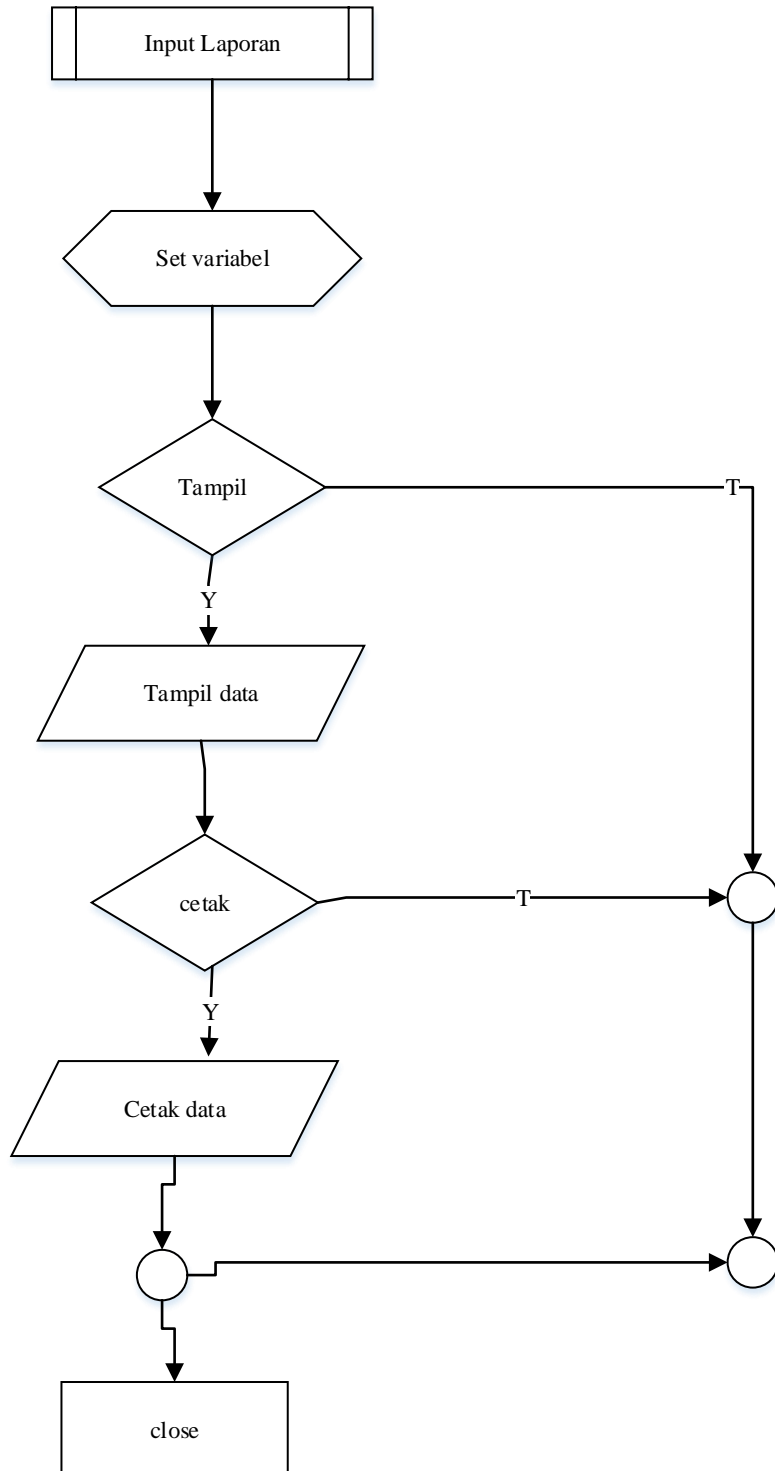 Input Laporan
Set variabel
Tampil
T
Y
Tampil data
cetak
T
Y
Cetak data
close